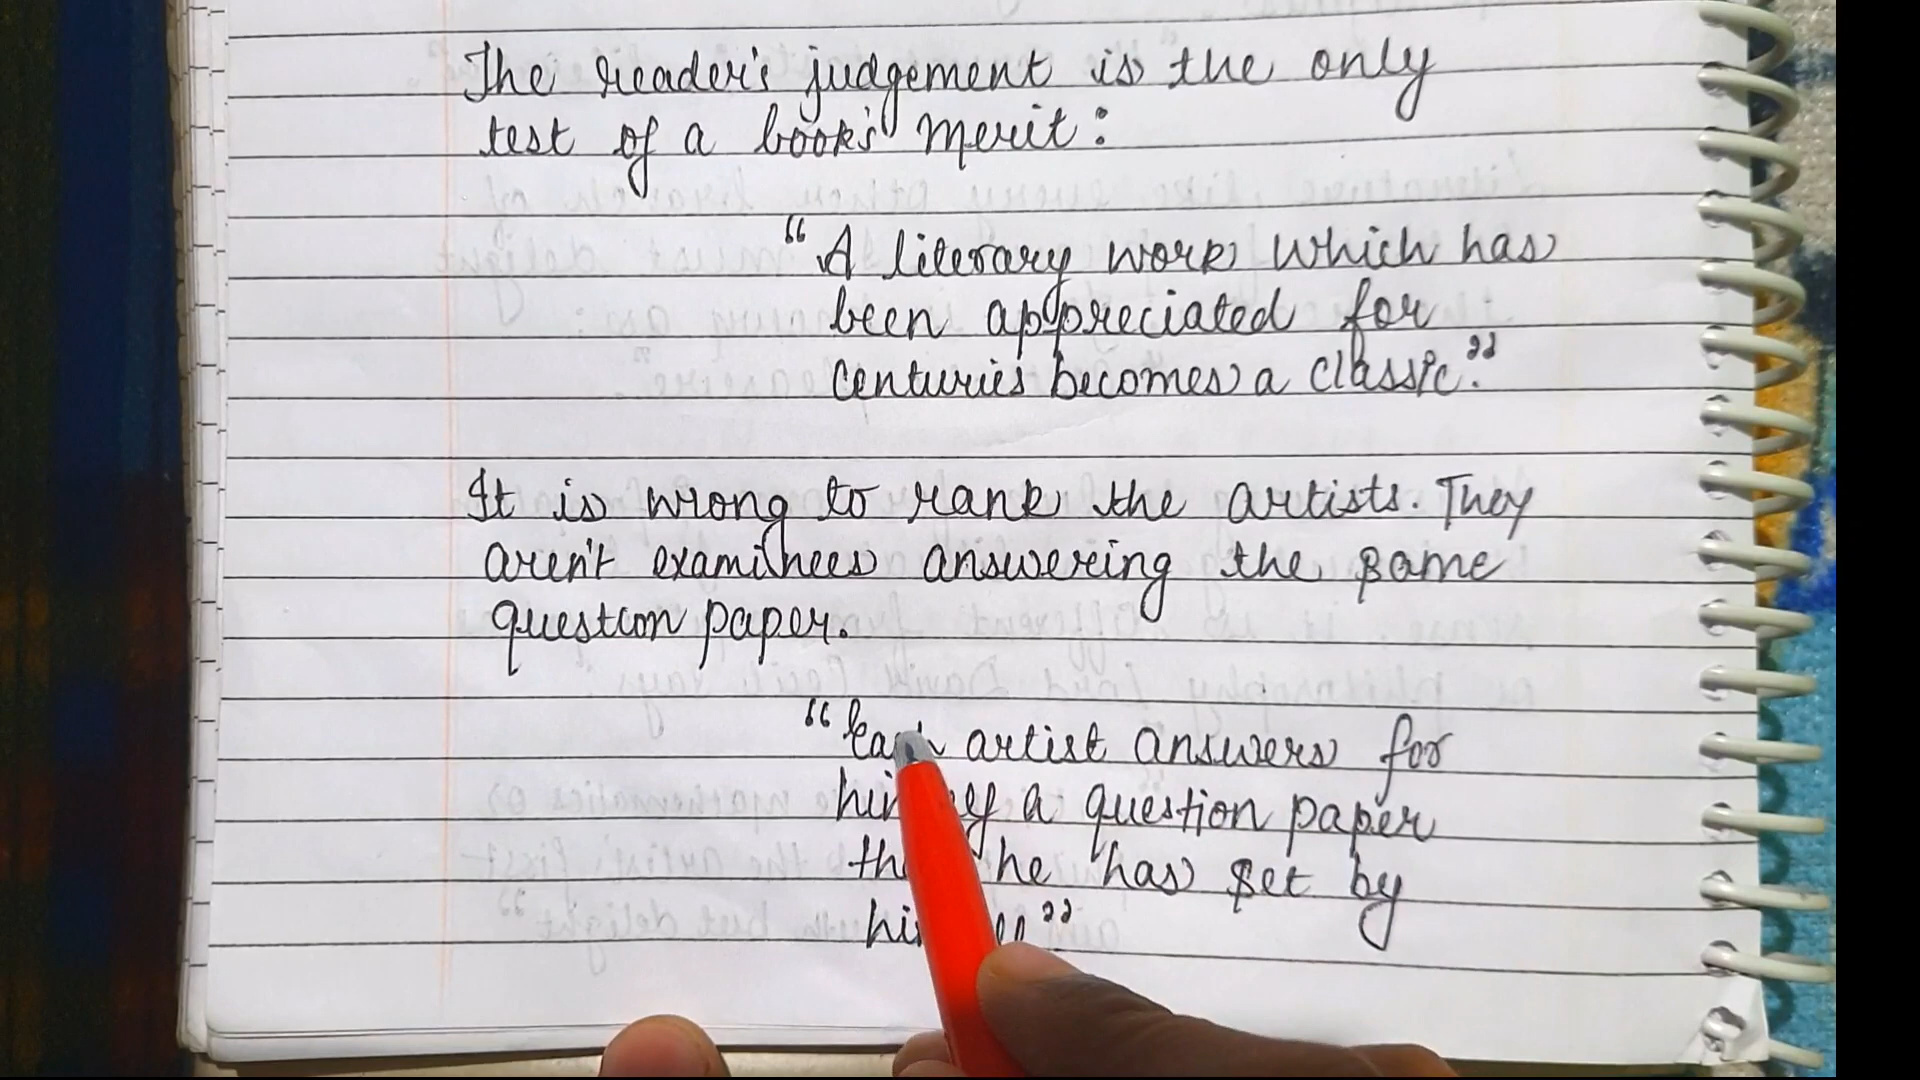 The reader's judgement is the only
test of a book's merit:
“A literary work which has
been appreciated for
centuries becomes a classic.”
It is wrong to rank the artists. They
aren't examinees answering the same
question paper.
“Each artist answers for
a question paper
he has set by